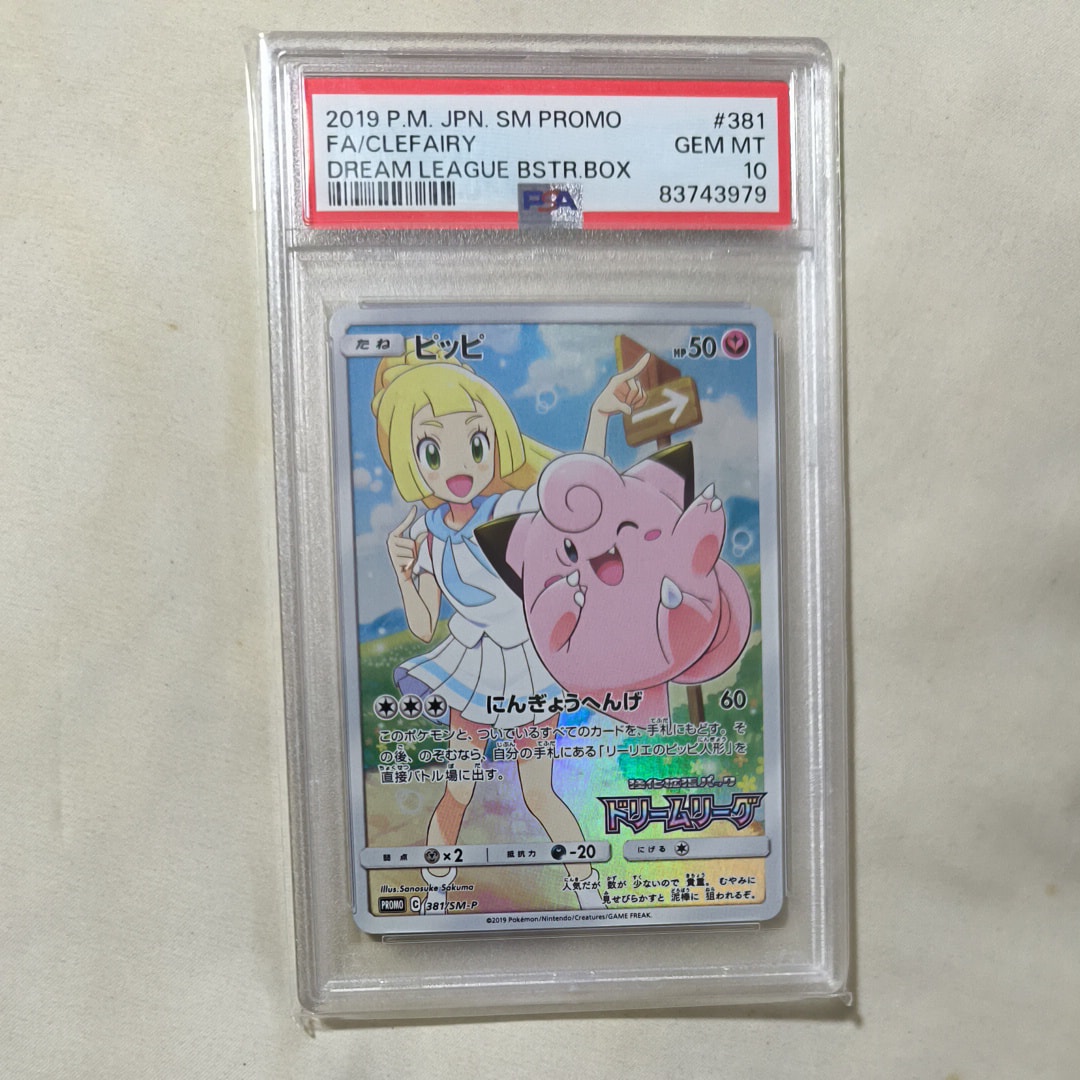 2019 P.M. JPN. SM PROMO #381
FA/CLEFAIRY GEM MT
DREAM LEAGUE BSTR.BOX 10
PSA 83743979
たね ピッピ HP50
にんぎょうへんげ 60
このポケモンと、ついているすべてのカードを、手札にもどす。そ
の後、のぞむなら、自分の手札にある「リーリエのピッピ人形」を
直接バトル場に出す。
強化拡張パック
ドリームリーグ
弱点 ×2 抵抗力 -20 にげる
Illus.Sanosuke Sakuma
人気だが 数が 少ないので 貴重。 むやみに
見せびらかすと 泥棒に 狙われるぞ。
PROMO C 381/SM-P
©2019 Pokémon/Nintendo/Creatures/GAME FREAK.